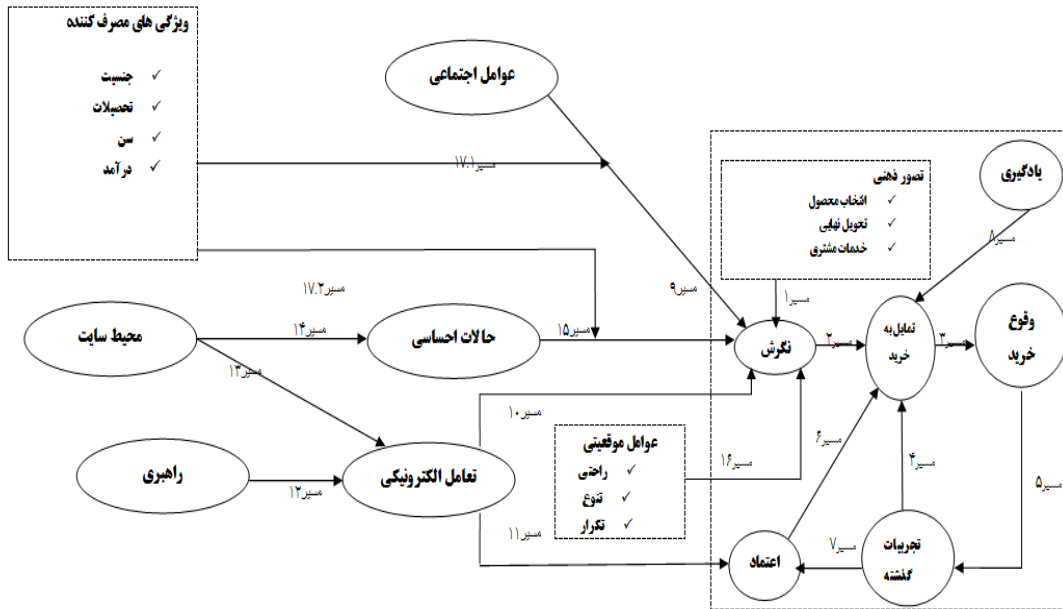 ویژگی های مصرف کننده
✓ جنسیت
✓ تحصیلات
✓ سن
✓ درآمد
عوامل اجتماعی
مسیر۱۷.۱
یادگیری
تصور ذهنی
✓ انتخاب محصول
✓ تحویل نهایی
✓ خدمات مشتری
مسیر۸
مسیر۱۷.۲
مسیر۹
مسیر۱
وقوع
خرید
تمایل به
خرید
مسیر۳
مسیر۲
نگرش
مسیر۱۵
حالات احساسی
مسیر۱۴
محیط سایت
مسیر۱۳
مسیر۱۰
عوامل موقعیتی
✓ راحتی
✓ تنوع
✓ تکرار
مسیر۱۶
مسیر۶
مسیر۴
مسیر۵
راهبری
مسیر۱۲
تعامل الکترونیکی
مسیر۱۱
اعتماد
مسیر۷
تجربیات
گذشته